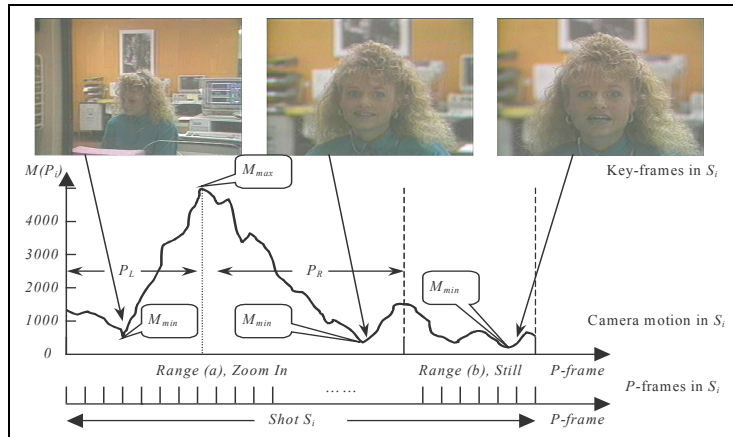 M(Pi)
Key-frames in Si
Mmax
4000
3000
PL
PR
2000
Mmin
1000
Mmin
Mmin
Camera motion in Si
0
Range (a), Zoom In
Range (b), Still
P-frame
......
P-frames in Si
Shot Si
P-frame